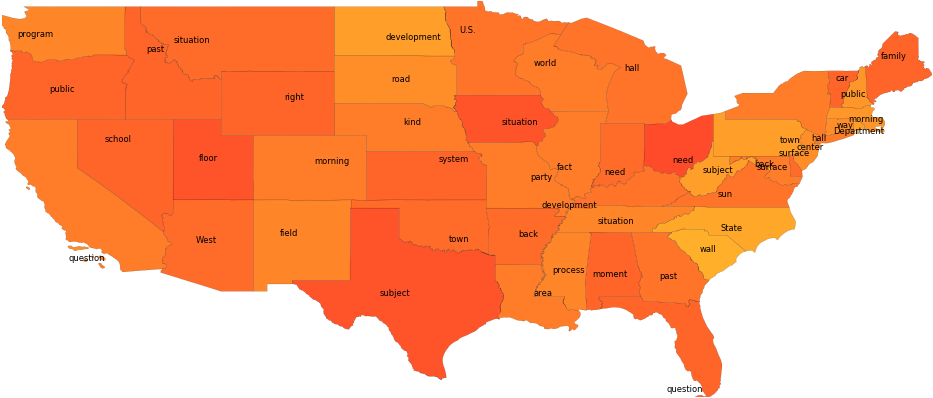 program
past
situation
development
U.S.
world
hall
family
public
right
road
kind
situation
car
public
school
floor
morning
system
party
fact
need
need
subject
back
surface
surface
town
center
hall
way
morning
Department
West
field
subject
town
back
development
situation
sun
State
wall
process
moment
past
area
question
question